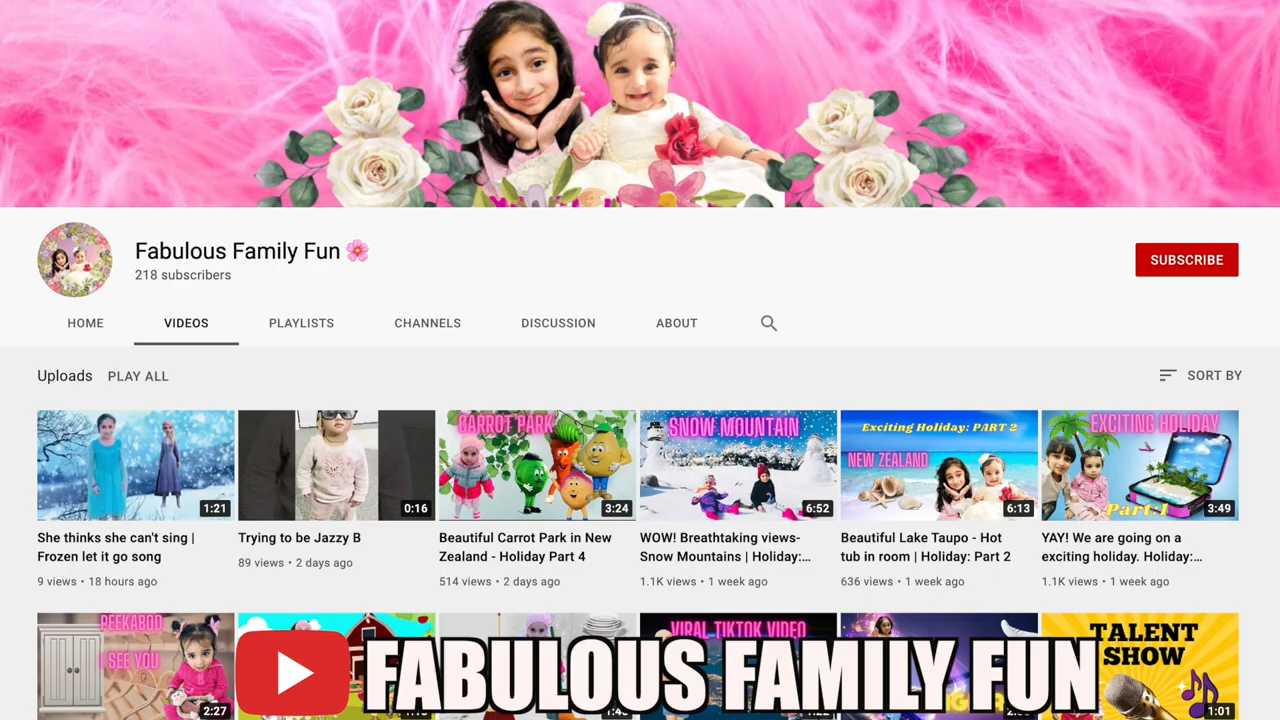 Fabulous Family Fun 🌸
218 subscribers
SUBSCRIBE
HOME VIDEOS PLAYLISTS CHANNELS DISCUSSION ABOUT
Uploads PLAY ALL SORT BY
1:21
0:16
CARROT PARK
3:24
SNOW MOUNTAIN
6:52
Exciting Holiday: PART 2
NEW ZEALAND
6:13
EXCITING HOLIDAY
Part:1
3:49
She thinks she can't sing |
Frozen let it go song
9 views • 18 hours ago
Trying to be Jazzy B
89 views • 2 days ago
Beautiful Carrot Park in New
Zealand - Holiday Part 4
514 views • 2 days ago
WOW! Breathtaking views-
Snow Mountains | Holiday:...
1.1K views • 1 week ago
Beautiful Lake Taupo - Hot
tub in room | Holiday: Part 2
636 views • 1 week ago
YAY! We are going on a
exciting holiday. Holiday:...
1.1K views • 1 week ago
PEEKABOO
I SEE YOU
2:27
VIRAL TIKTOK VIDEO
TALENT
SHOW
1:01
FABULOUS FAMILY FUN